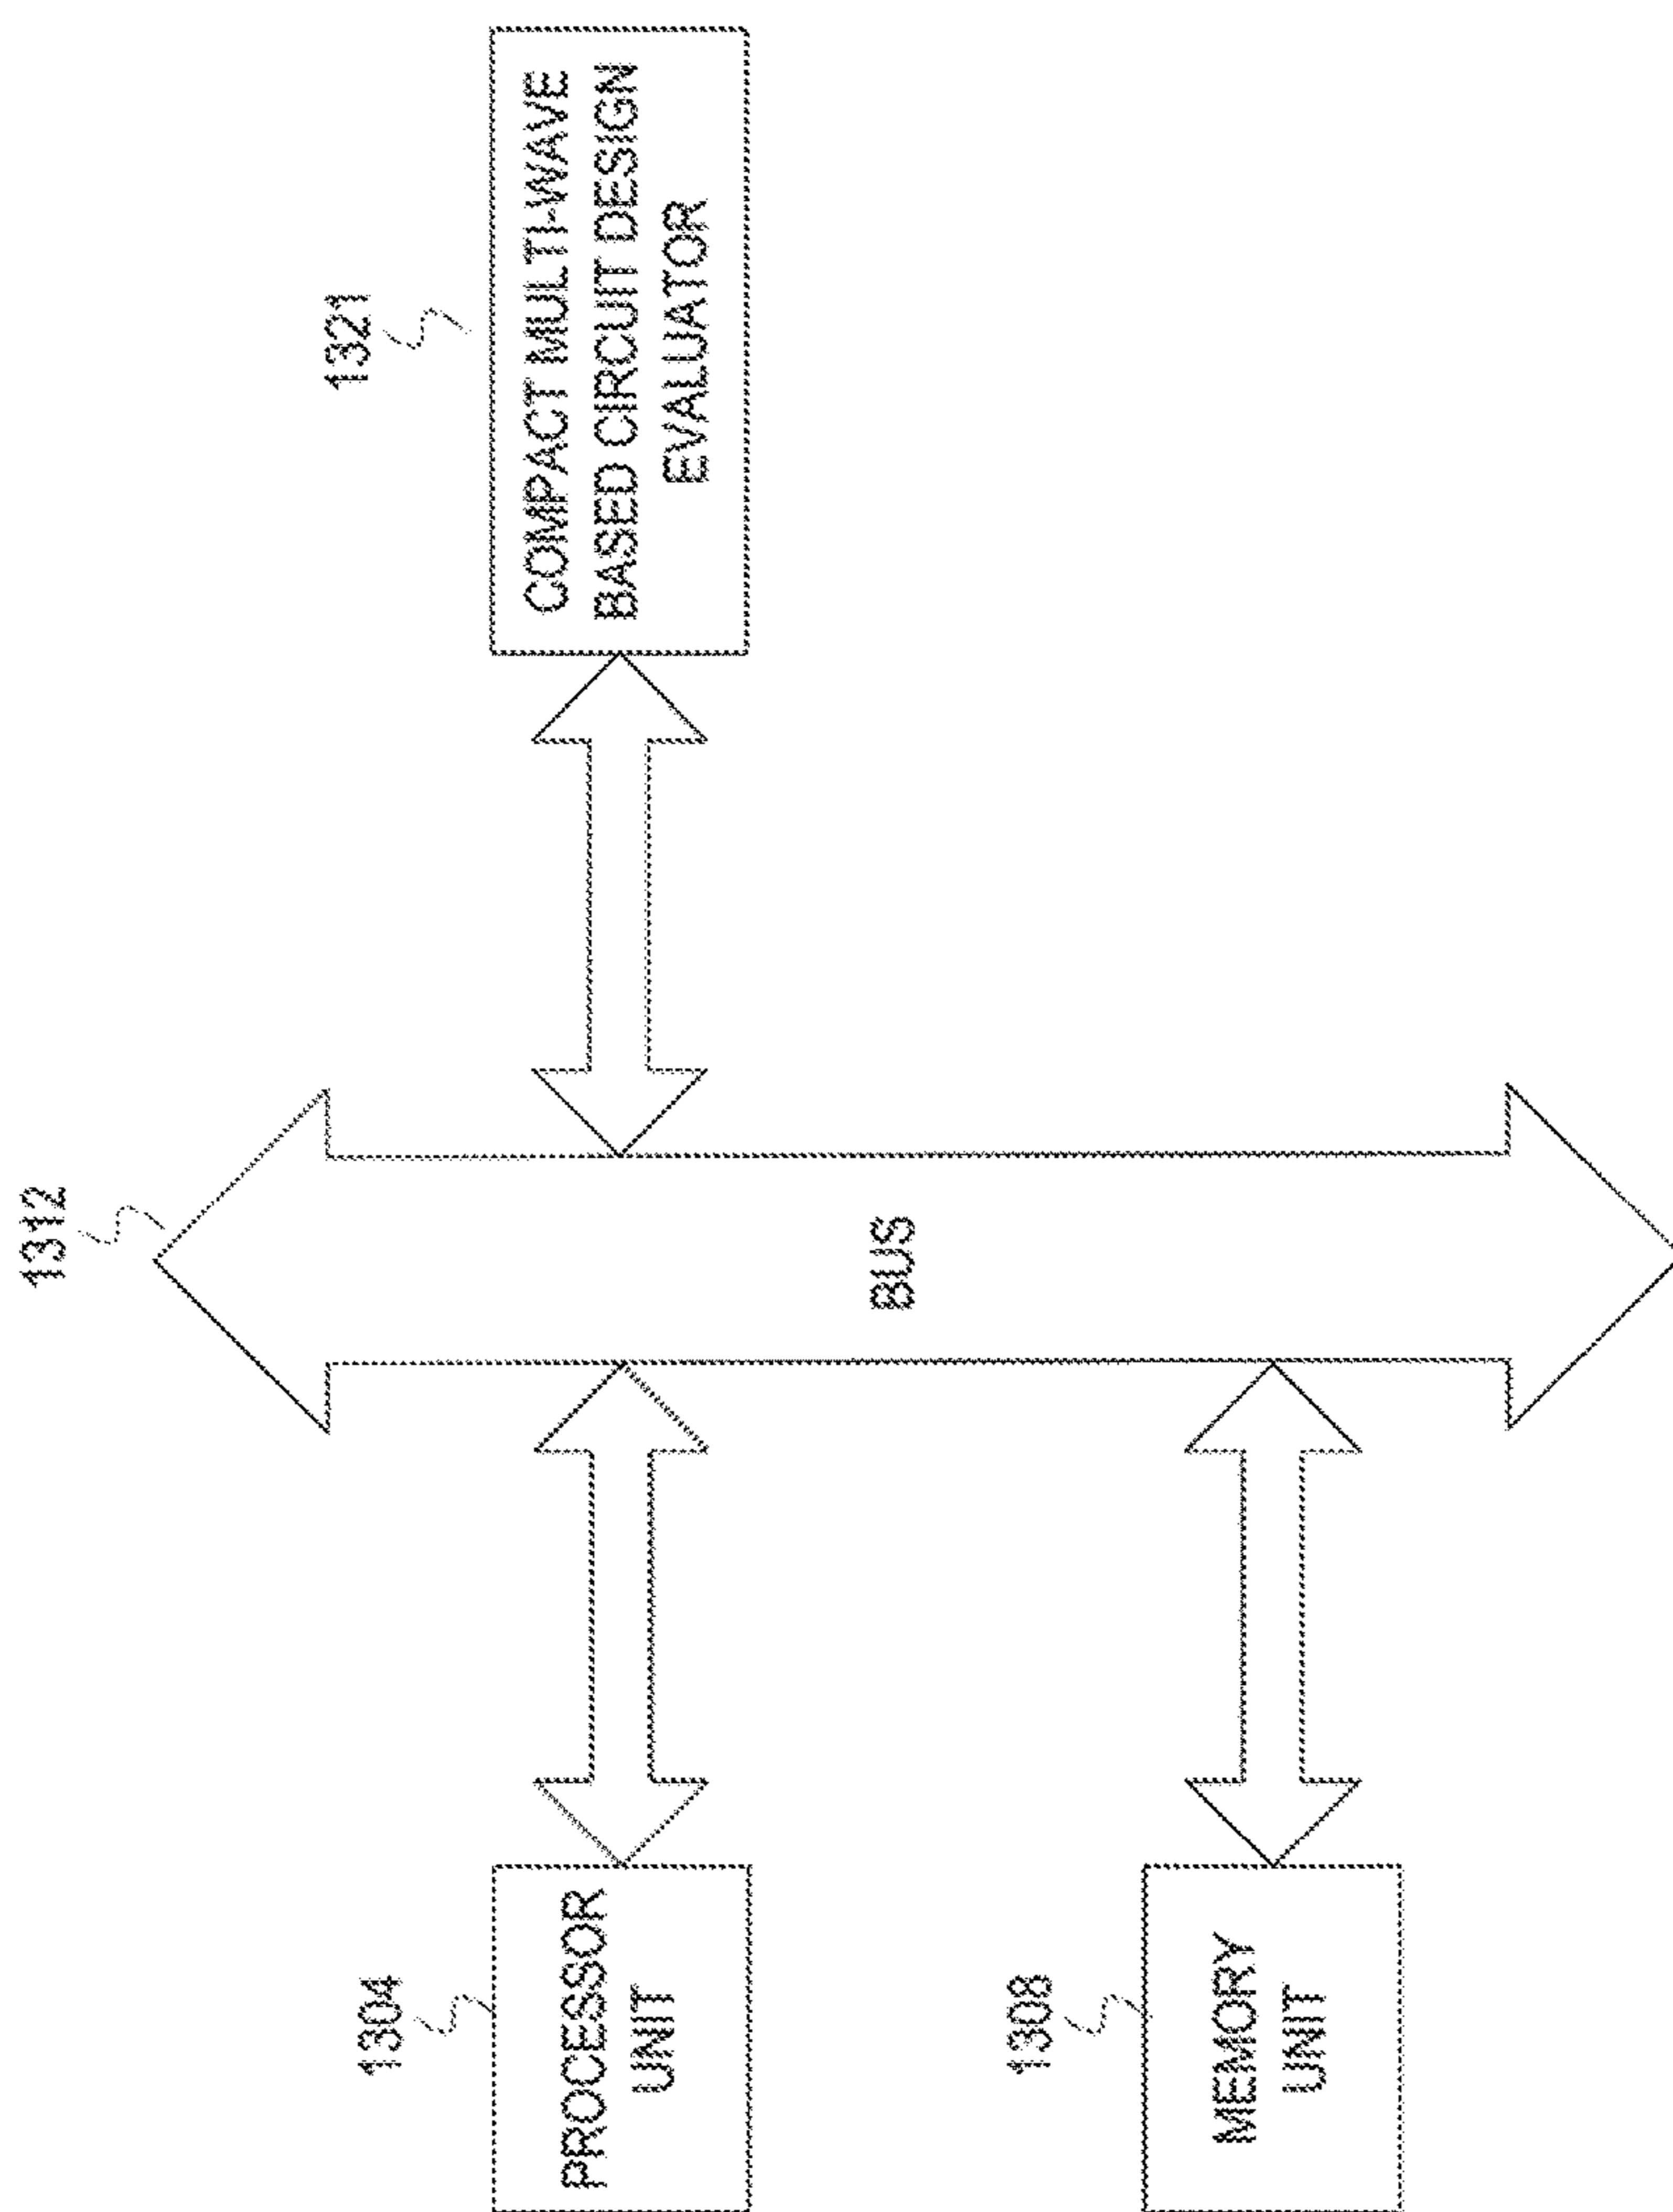 1312
1304
PROCESSOR
UNIT
1321
COMPACT MULTI-WAVE
BASED CIRCUIT DESIGN
EVALUATOR
BUS
1308
MEMORY
UNIT